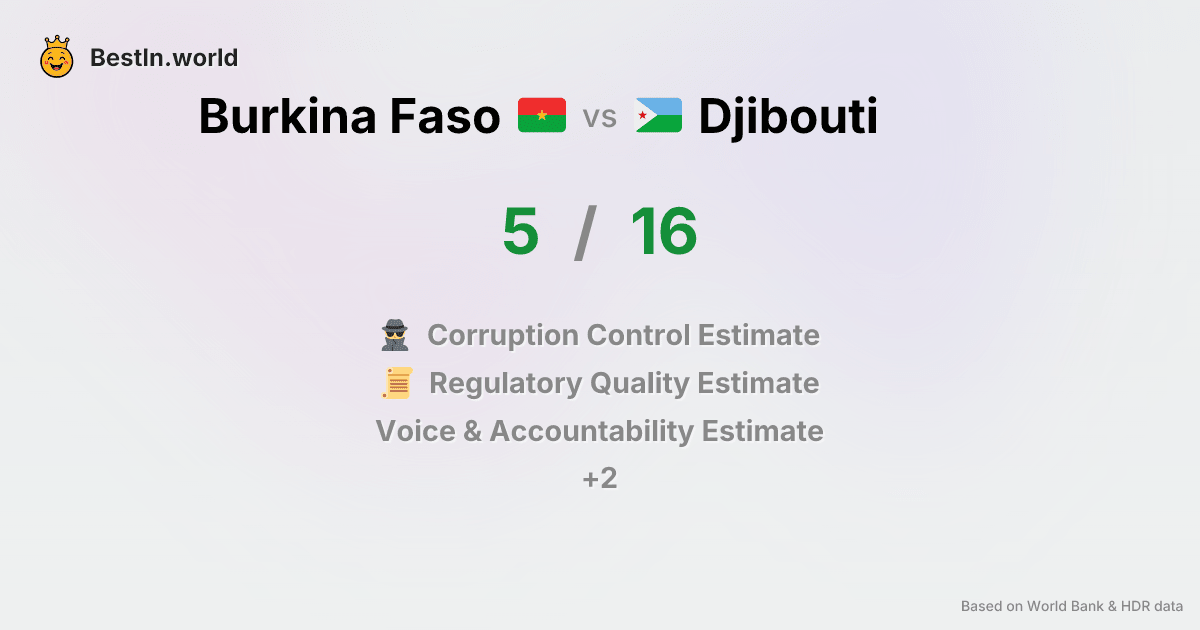 BestIn.world
Burkina Faso vs Djibouti
5 / 16
Corruption Control Estimate
Regulatory Quality Estimate
Voice & Accountability Estimate
+2
Based on World Bank & HDR data